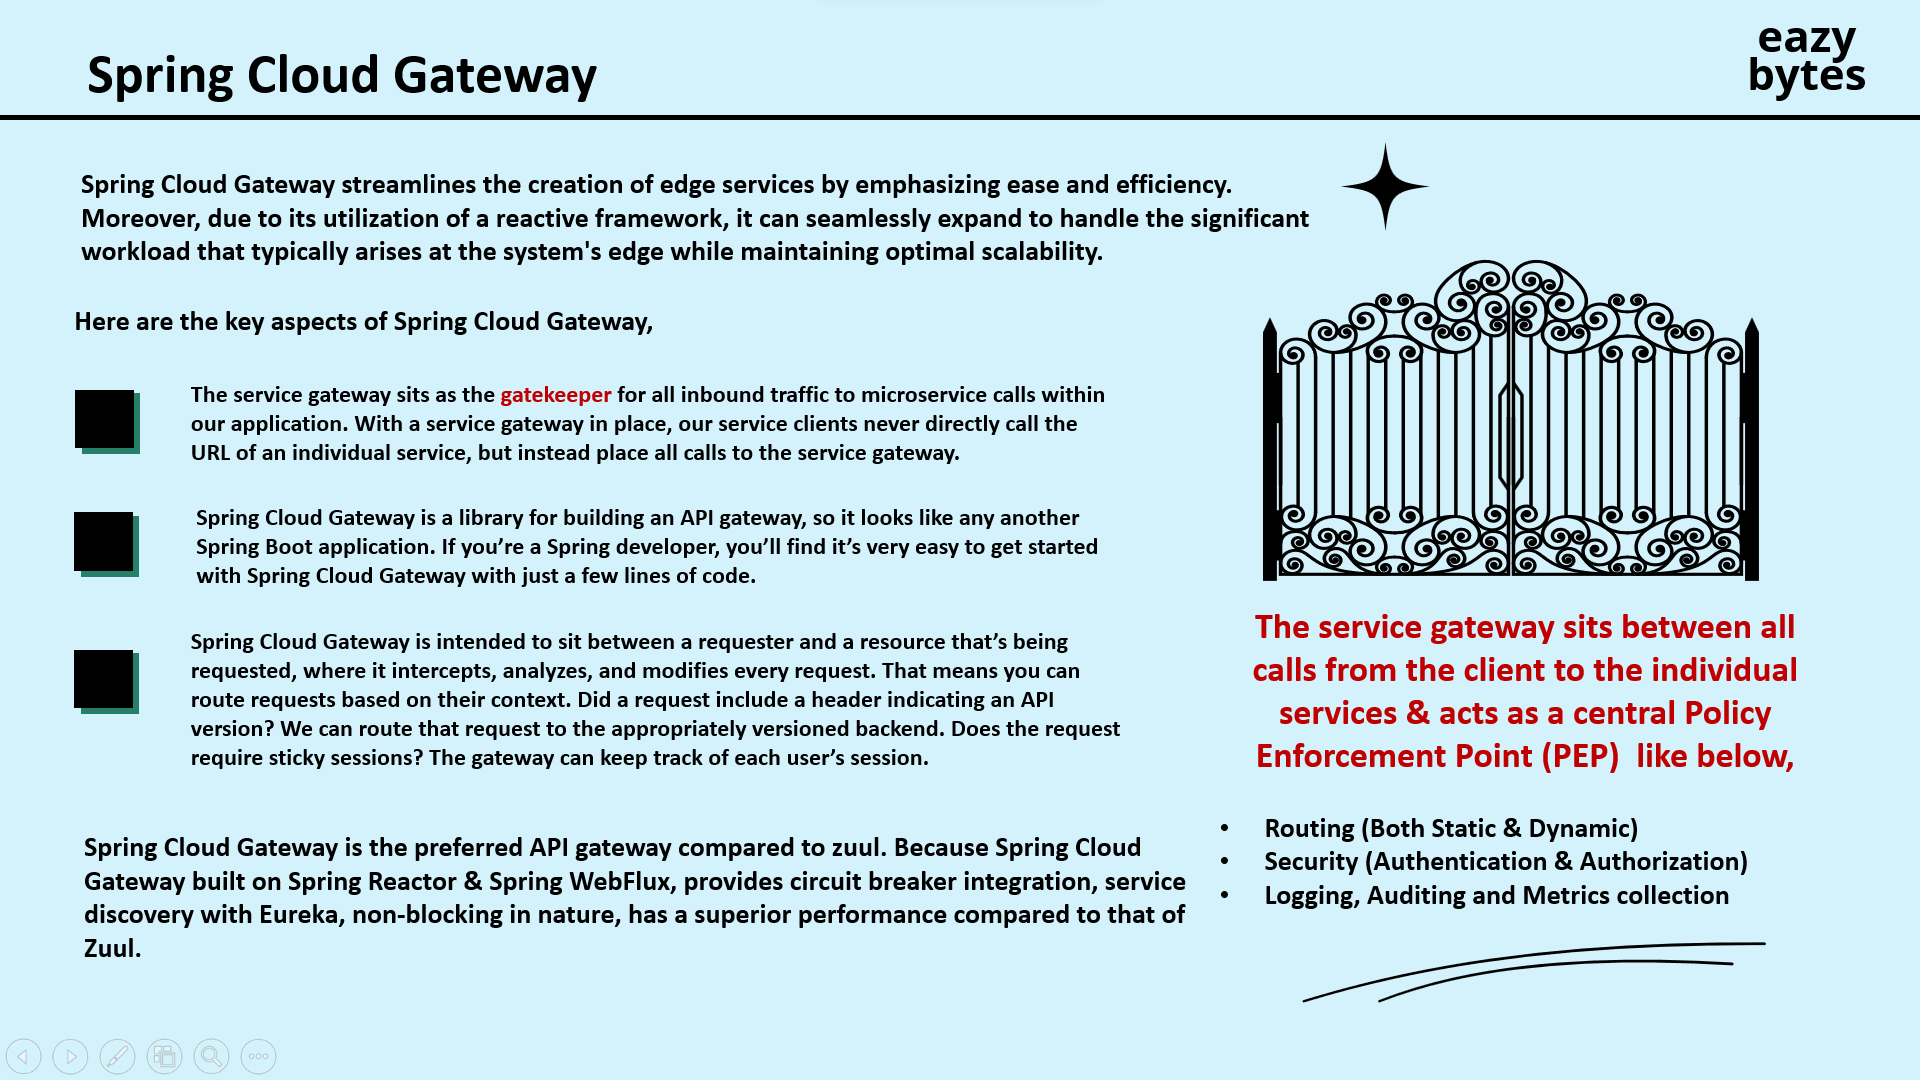 Spring Cloud Gateway
eazy
bytes
Spring Cloud Gateway streamlines the creation of edge services by emphasizing ease and efficiency.
Moreover, due to its utilization of a reactive framework, it can seamlessly expand to handle the significant
workload that typically arises at the system's edge while maintaining optimal scalability.
Here are the key aspects of Spring Cloud Gateway,
The service gateway sits as the gatekeeper for all inbound traffic to microservice calls within
our application. With a service gateway in place, our service clients never directly call the
URL of an individual service, but instead place all calls to the service gateway.
Spring Cloud Gateway is a library for building an API gateway, so it looks like any another
Spring Boot application. If you’re a Spring developer, you’ll find it’s very easy to get started
with Spring Cloud Gateway with just a few lines of code.
Spring Cloud Gateway is intended to sit between a requester and a resource that’s being
requested, where it intercepts, analyzes, and modifies every request. That means you can
route requests based on their context. Did a request include a header indicating an API
version? We can route that request to the appropriately versioned backend. Does the request
require sticky sessions? The gateway can keep track of each user’s session.
Spring Cloud Gateway is the preferred API gateway compared to zuul. Because Spring Cloud
Gateway built on Spring Reactor & Spring WebFlux, provides circuit breaker integration, service
discovery with Eureka, non-blocking in nature, has a superior performance compared to that of
Zuul.
The service gateway sits between all
calls from the client to the individual
services & acts as a central Policy
Enforcement Point (PEP)  like below,
• Routing (Both Static & Dynamic)
• Security (Authentication & Authorization)
• Logging, Auditing and Metrics collection